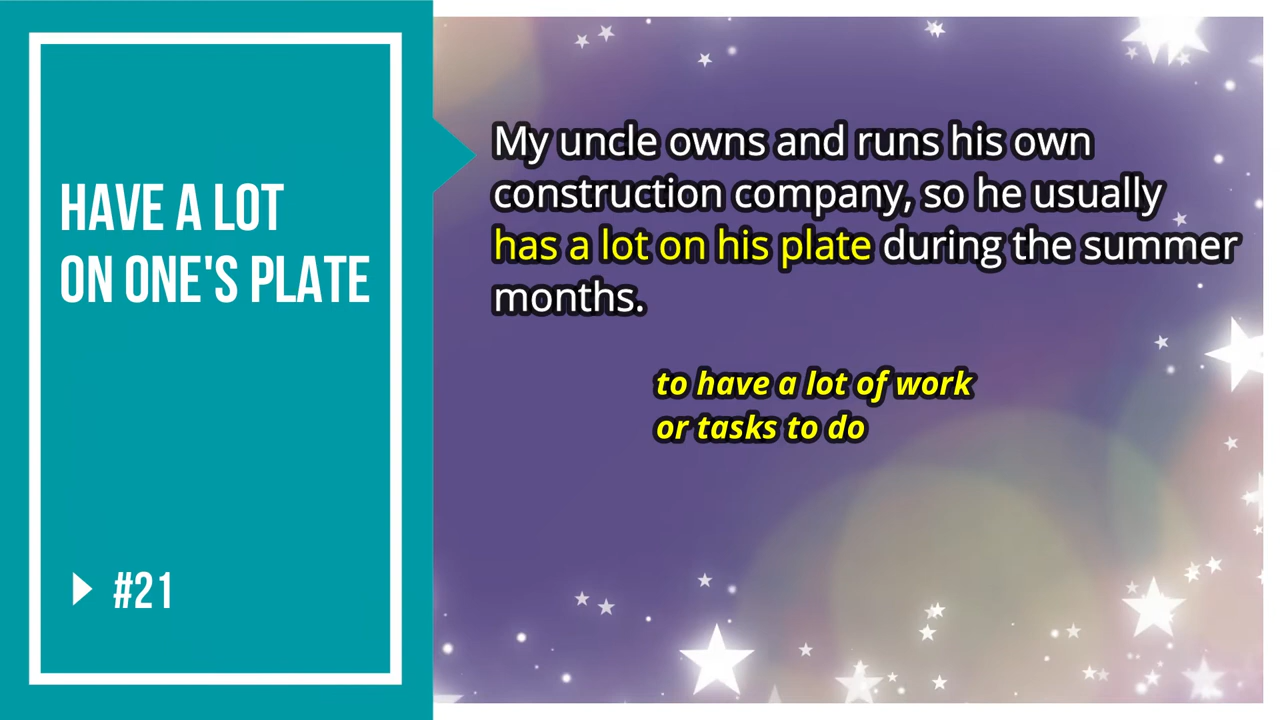 HAVE A LOT
ON ONE'S PLATE
#21
My uncle owns and runs his own
construction company, so he usually
has a lot on his plate during the summer
months.
to have a lot of work
or tasks to do